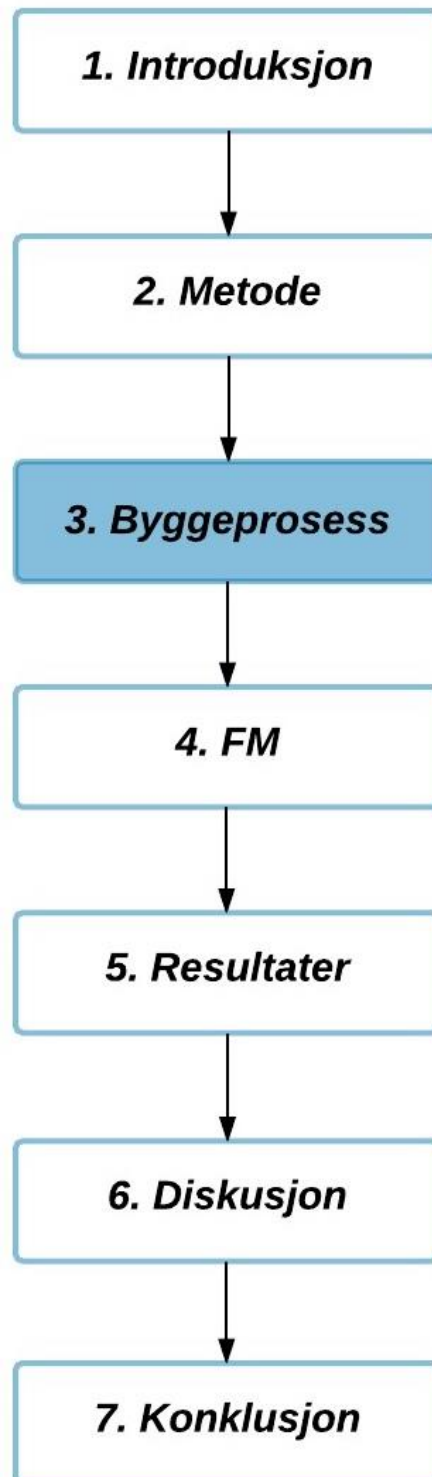 1. Introduksjon
2. Metode
3. Byggeprosess
4. FM
5. Resultater
6. Diskusjon
7. Konklusjon